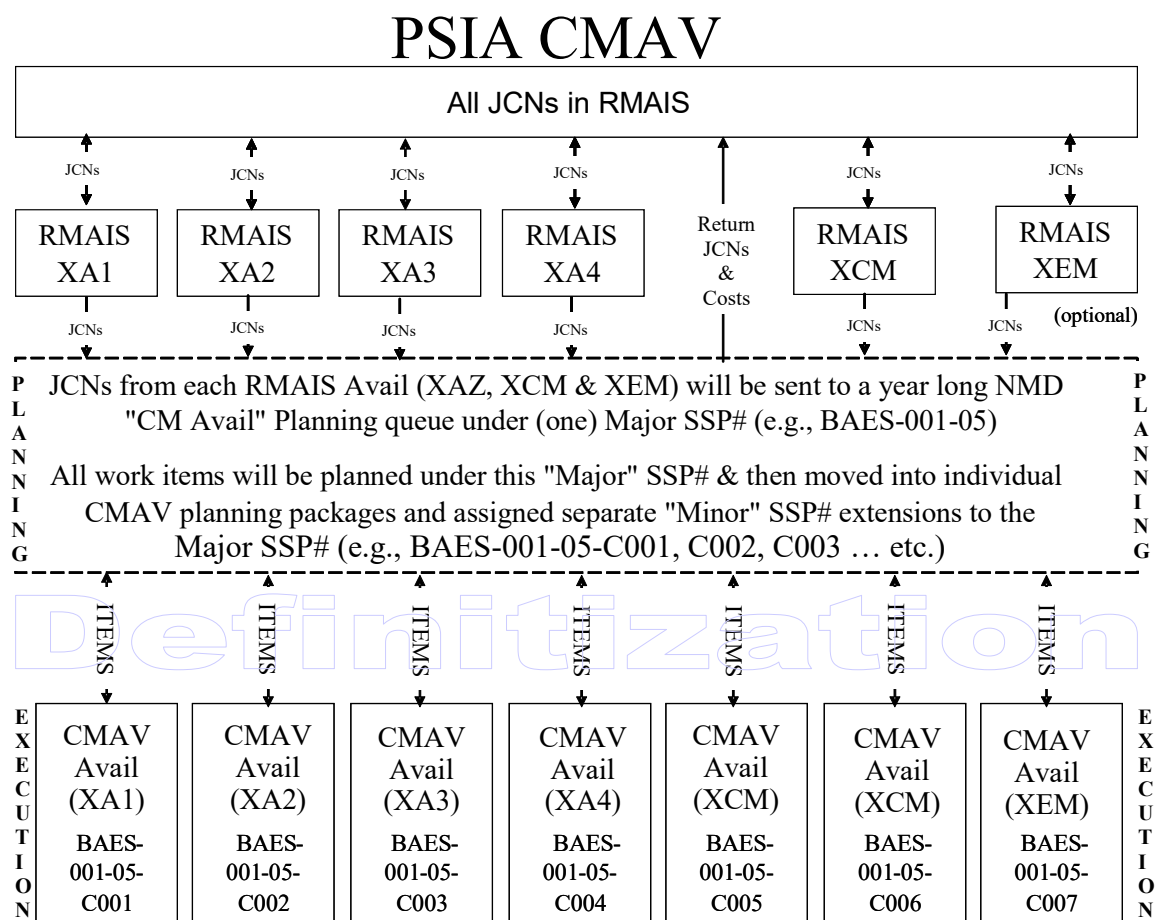 PSIA CMAV
All JCNs in RMAIS
JCNs
JCNs
JCNs
JCNs
JCNs
JCNs
RMAIS
XA1
RMAIS
XA2
RMAIS
XA3
RMAIS
XA4
Return
JCNs
&
Costs
RMAIS
XCM
RMAIS
XEM
(optional)
JCNs
JCNs
JCNs
JCNs
JCNs
JCNs
PLANNING
JCNs from each RMAIS Avail (XAZ, XCM & XEM) will be sent to a year long NMD
"CM Avail" Planning queue under (one) Major SSP# (e.g., BAES-001-05)
All work items will be planned under this "Major" SSP# & then moved into individual
CMAV planning packages and assigned separate "Minor" SSP# extensions to the
Major SSP# (e.g., BAES-001-05-C001, C002, C003 … etc.)
PLANNING
Definitization
ITEMS
ITEMS
ITEMS
ITEMS
ITEMS
ITEMS
ITEMS
EXECUTION
CMAV
Avail
(XA1)
BAES-
001-05-
C001
CMAV
Avail
(XA2)
BAES-
001-05-
C002
CMAV
Avail
(XA3)
BAES-
001-05-
C003
CMAV
Avail
(XA4)
BAES-
001-05-
C004
CMAV
Avail
(XCM)
BAES-
001-05-
C005
CMAV
Avail
(XCM)
BAES-
001-05-
C006
CMAV
Avail
(XEM)
BAES-
001-05-
C007
EXECUTION